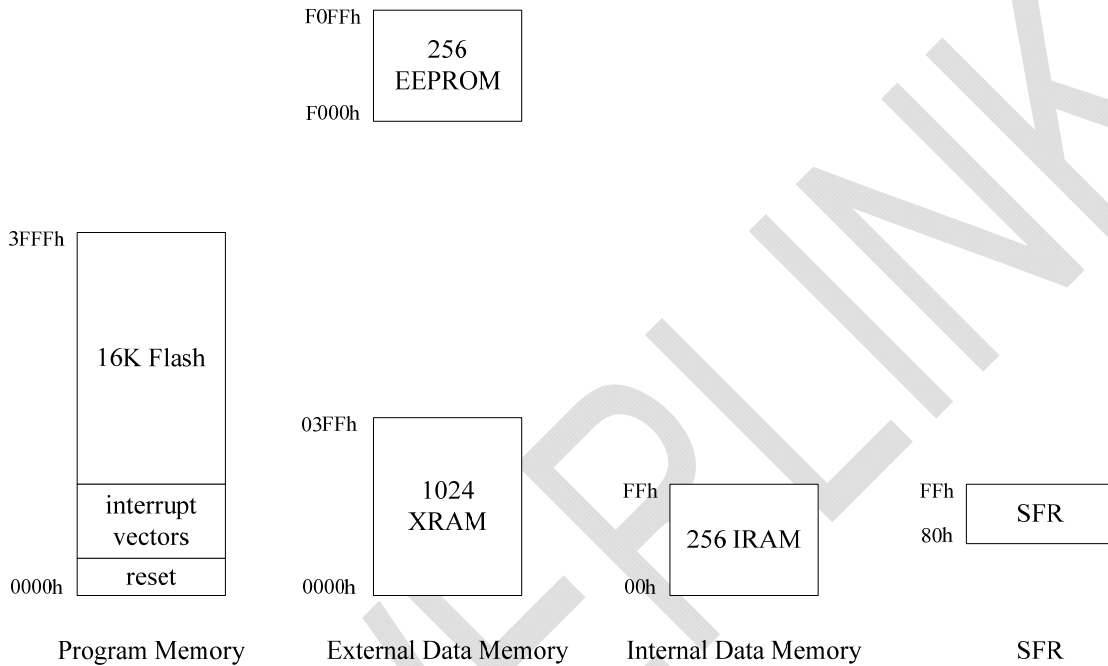 F0FFh
256
EEPROM
F000h
3FFFh
16K Flash
interrupt
vectors
reset
0000h
03FFh
1024
XRAM
0000h
FFh
256 IRAM
00h
FFh
SFR
80h
Program Memory
External Data Memory
Internal Data Memory
SFR